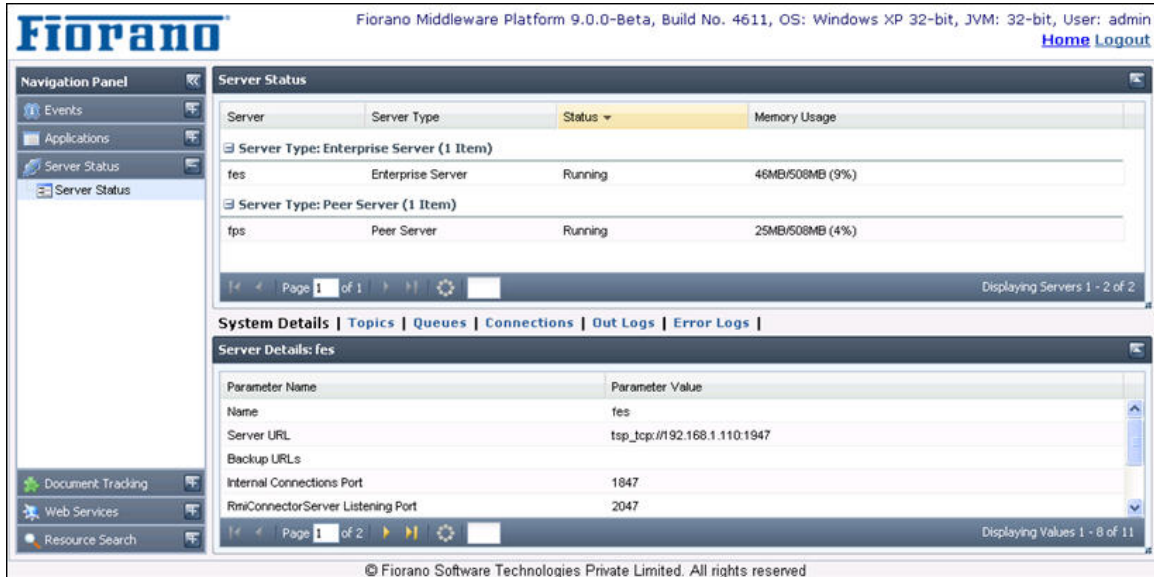 Fiorano
Fiorano Middleware Platform 9.0.0-Beta, Build No. 4611, OS: Windows XP 32-bit, JVM: 32-bit, User: admin
Home Logout
Navigation Panel
Events
Applications
Server Status
Server Status
Document Tracking
Web Services
Resource Search
Server Status
Server Server Type Status Memory Usage
Server Type: Enterprise Server (1 Item)
fes Enterprise Server Running 46MB/508MB (9%)
Server Type: Peer Server (1 Item)
fps Peer Server Running 25MB/508MB (4%)
Page 1 of 1 Displaying Servers 1 - 2 of 2
System Details | Topics | Queues | Connections | Out Logs | Error Logs |
Server Details: fes
Parameter Name Parameter Value
Name fes
Server URL tsp_tcp://192.168.1.110:1947
Backup URLs
Internal Connections Port 1847
RmiConnectorServer Listening Port 2047
Page 1 of 2 Displaying Values 1 - 8 of 11
© Fiorano Software Technologies Private Limited. All rights reserved